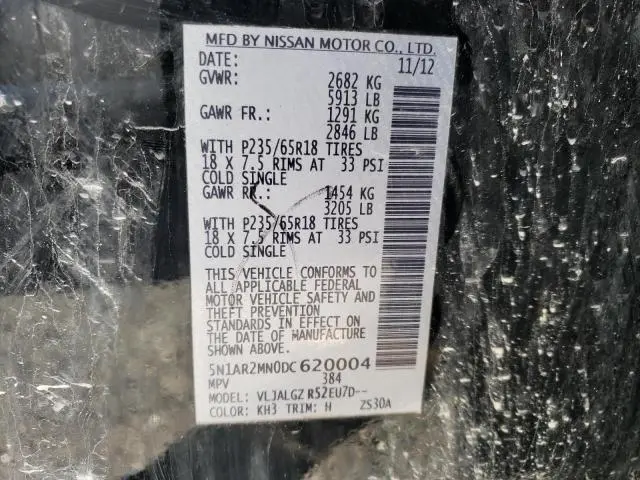 MFD BY NISSAN MOTOR CO., LTD.
DATE: 11/12
GVWR: 2682 KG
5913 LB
GAWR FR.: 1291 KG
2846 LB
WITH P235/65R18 TIRES
18 X 7.5 RIMS AT 33 PSI
COLD SINGLE
GAWR RR.: 1454 KG
3205 LB
WITH P235/65R18 TIRES
18 X 7.5 RIMS AT 33 PSI
COLD SINGLE
THIS VEHICLE CONFORMS TO
ALL APPLICABLE FEDERAL
MOTOR VEHICLE SAFETY AND
THEFT PREVENTION
STANDARDS IN EFFECT ON
THE DATE OF MANUFACTURE
SHOWN ABOVE.
5N1AR2MN0DC620004
MPV 384
MODEL: VLJALGZ RS2EU7D--
COLOR: KH3 TRIM: H ZS30A